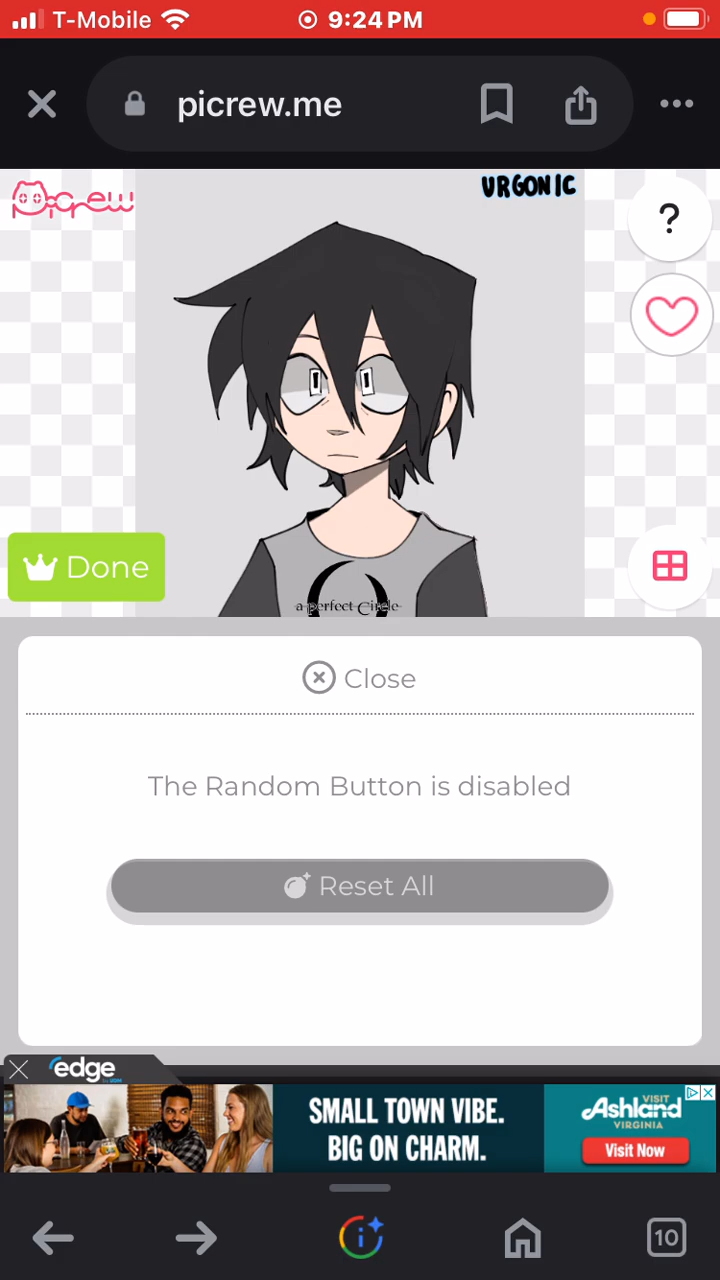 T-Mobile 9:24 PM
picrew.me
Picrew
URGONIC
?
Done
a perfect Circle
Close
The Random Button is disabled
Reset All
edge
SMALL TOWN VIBE.
BIG ON CHARM.
VISIT
Ashland
VIRGINIA
Visit Now
10